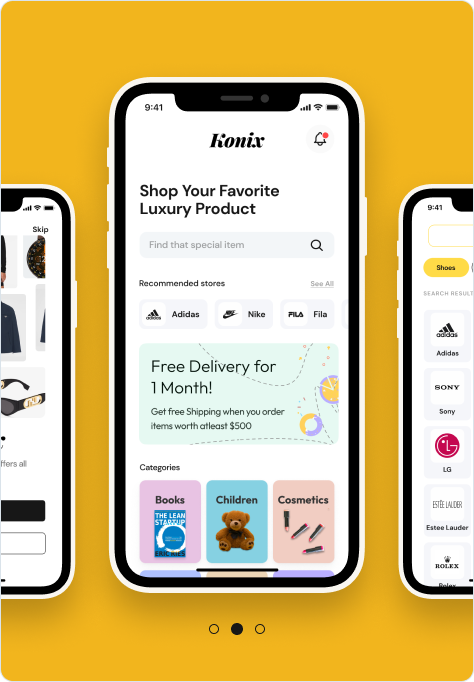 9:41
Konix
Shop Your Favorite
Luxury Product
Find that special item
Recommended stores
See All
adidas
Adidas
Nike
FILA
Fila
Free Delivery for
1 Month!
Get free Shipping when you order
items worth atleast $500
Categories
Books
Children
Cosmetics
THE LEAN
STARTUP
ERIC RIES
Skip
ffers all
9:41
Shoes
SEARCH RESULT
adidas
Adidas
SONY
Sony
LG
ESTĒE LAUDER
Estee Lauder
ROLEX
Rolex